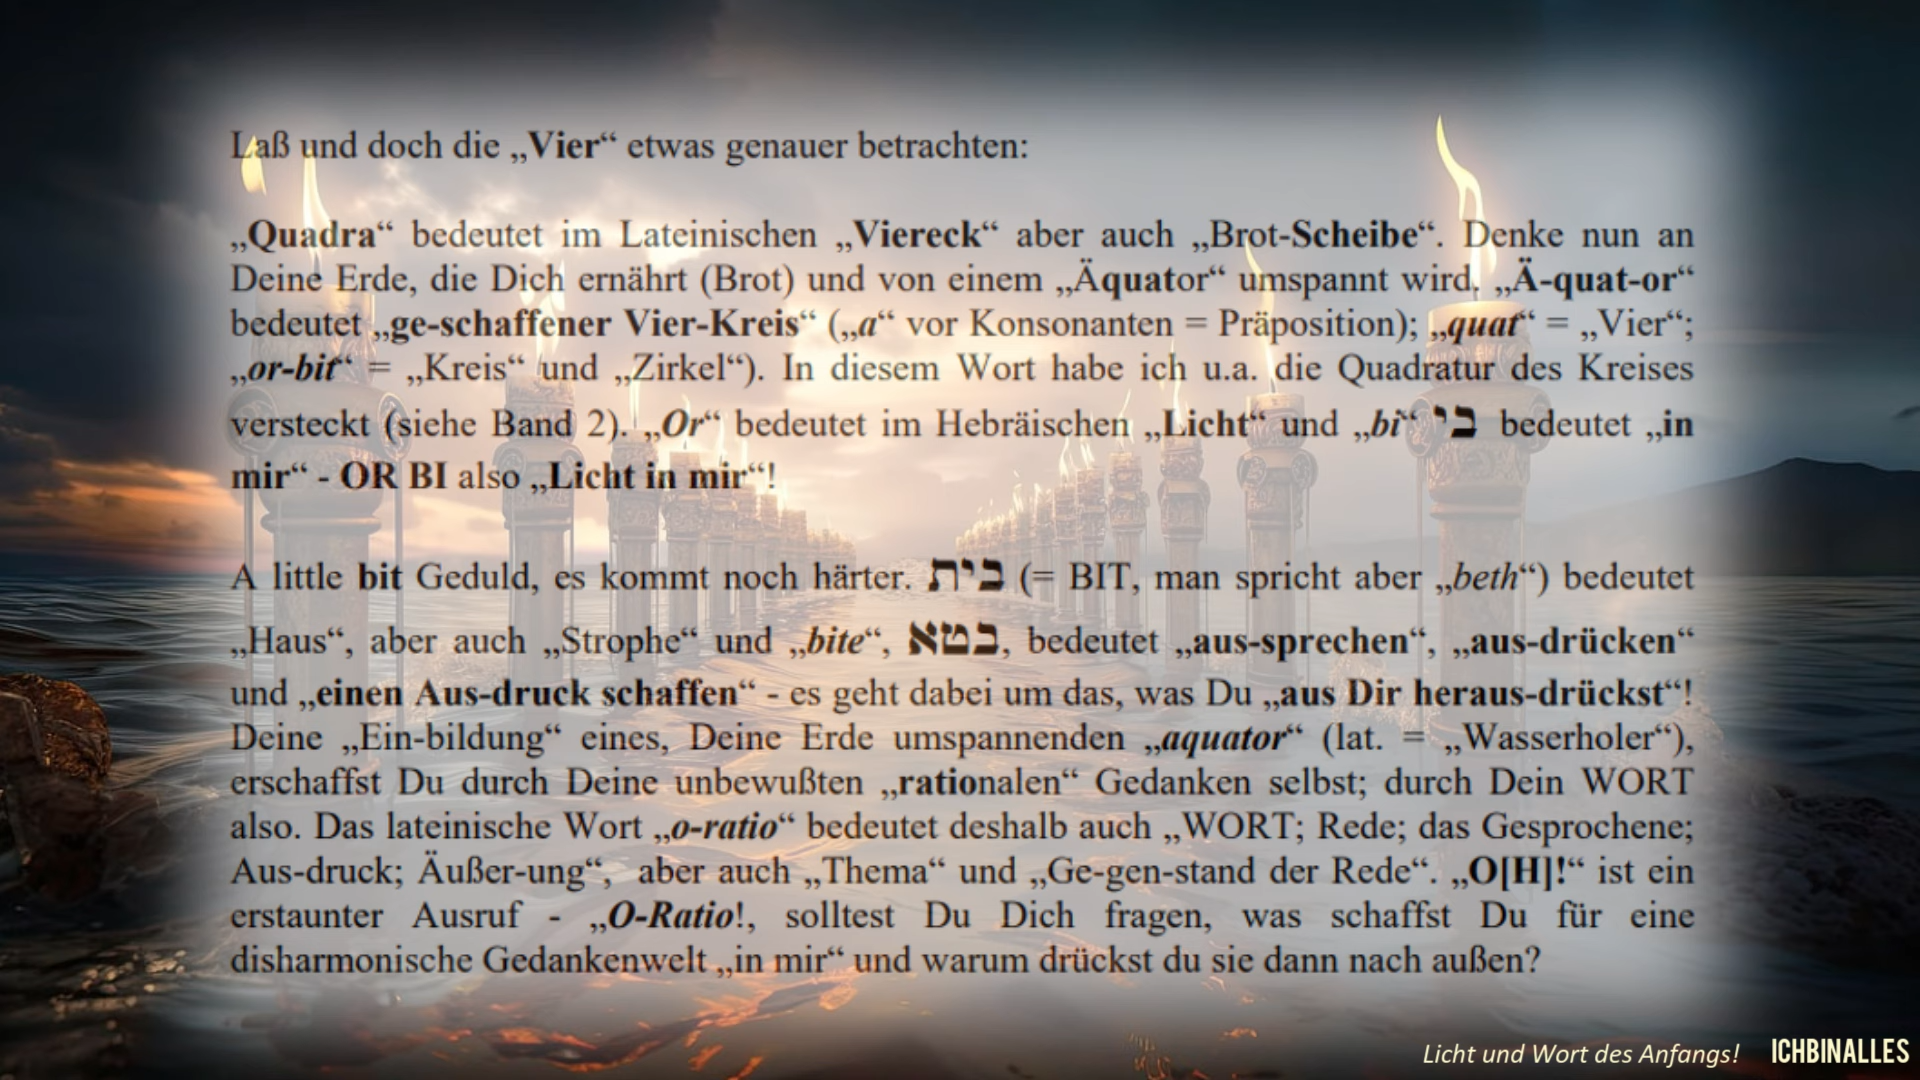 Laß und doch die „Vier“ etwas genauer betrachten:
„Quadra“ bedeutet im Lateinischen „Viereck“ aber auch „Brot-Scheibe“. Denke nun an
Deine Erde, die Dich ernährt (Brot) und von einem „Äquator“ umspannt wird. „Ä-quat-or“
bedeutet „ge-schaffener Vier-Kreis“ („a“ vor Konsonanten = Präposition); „quat“ = „Vier“;
„or-bit“ = „Kreis“ und „Zirkel“). In diesem Wort habe ich u.a. die Quadratur des Kreises
versteckt (siehe Band 2). „Or“ bedeutet im Hebräischen „Licht“ und „bi“ בי bedeutet „in
mir“ - OR BI also „Licht in mir“!
A little bit Geduld, es kommt noch härter. בית (= BIT, man spricht aber „beth“) bedeutet
„Haus“, aber auch „Strophe“ und „bite“, בטא, bedeutet „aus-sprechen“, „aus-drücken“
und „einen Aus-druck schaffen“ - es geht dabei um das, was Du „aus Dir heraus-drückst“!
Deine „Ein-bildung“ eines, Deine Erde umspannenden „aquator“ (lat. = „Wasserholer“),
erschaffst Du durch Deine unbewußten „rationalen“ Gedanken selbst; durch Dein WORT
also. Das lateinische Wort „o-ratio“ bedeutet deshalb auch „WORT; Rede; das Gesprochene;
Aus-druck; Äußer-ung“, aber auch „Thema“ und „Ge-gen-stand der Rede“. „O[H]!“ ist ein
erstaunter Ausruf - „O-Ratio!, solltest Du Dich fragen, was schaffst Du für eine
disharmonische Gedankenwelt „in mir“ und warum drückst du sie dann nach außen?
Licht und Wort des Anfangs! ICHBINALLES